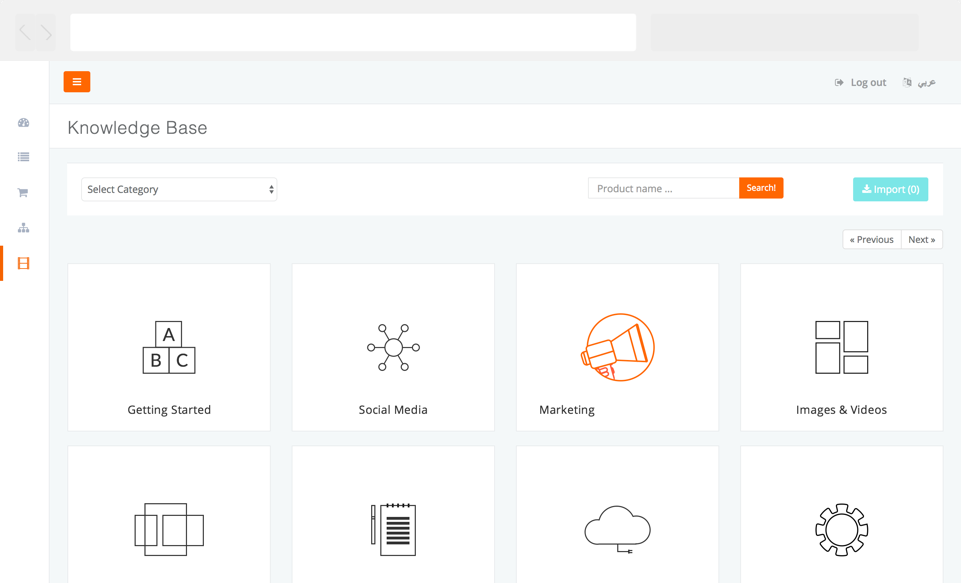 Log out
عربي
Knowledge Base
Select Category
Product name ...
Search!
Import (0)
« Previous
Next »
A
B C
Getting Started
Social Media
Marketing
Images & Videos